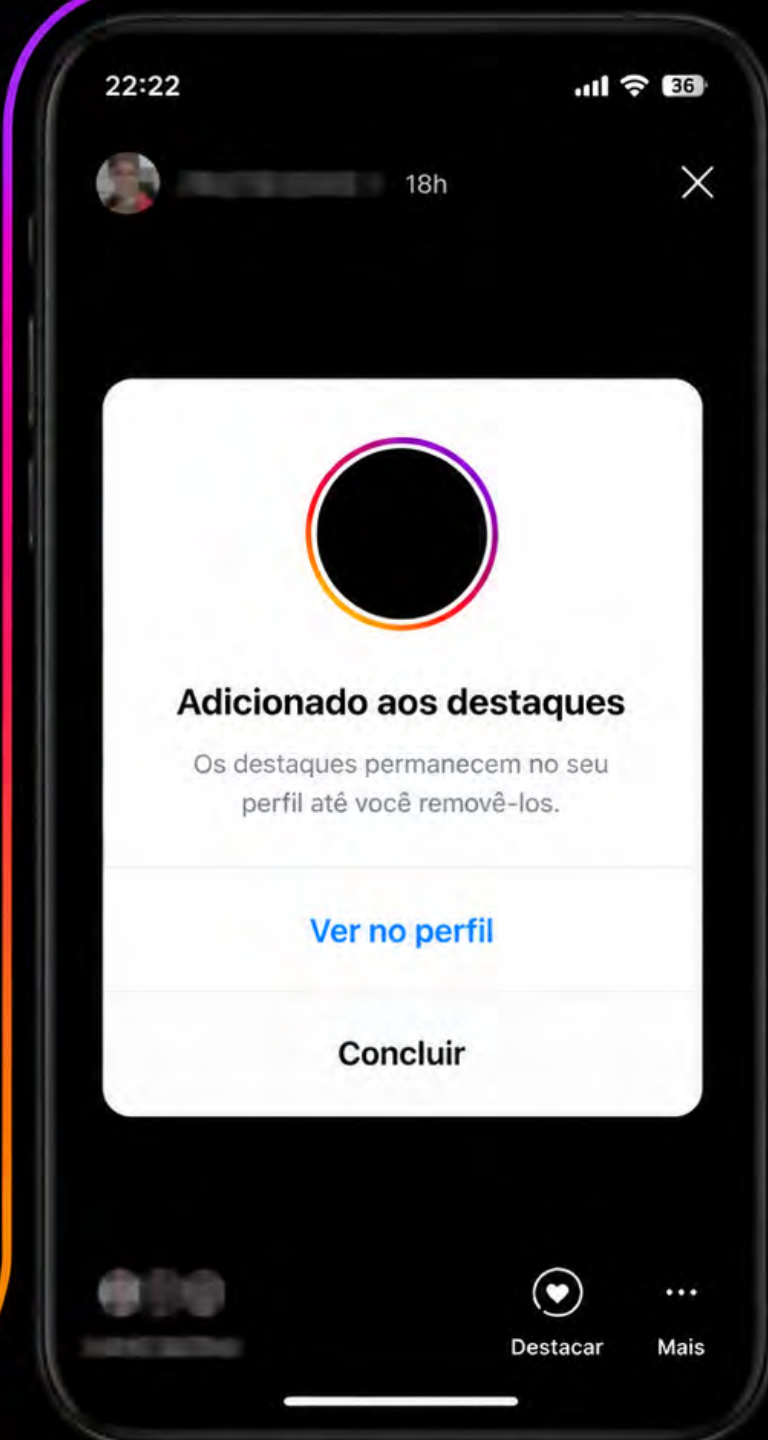 22:22
36
18h
Adicionado aos destaques
Os destaques permanecem no seu
perfil até você removê-los.
Ver no perfil
Concluir
Destacar
Mais